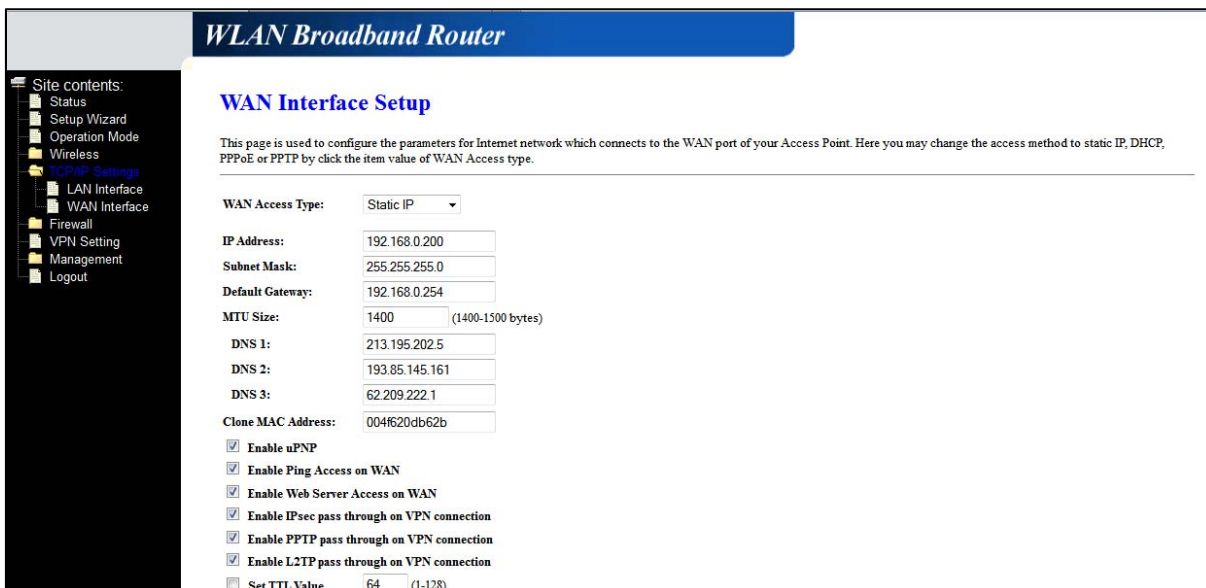 WLAN Broadband Router
Site contents:
Status
Setup Wizard
Operation Mode
Wireless
TCP/IP Settings
LAN Interface
WAN Interface
Firewall
VPN Setting
Management
Logout
WAN Interface Setup
This page is used to configure the parameters for Internet network which connects to the WAN port of your Access Point. Here you may change the access method to static IP, DHCP,
PPPoE or PPTP by click the item value of WAN Access type.
WAN Access Type: Static IP
IP Address: 192.168.0.200
Subnet Mask: 255.255.255.0
Default Gateway: 192.168.0.254
MTU Size: 1400 (1400-1500 bytes)
DNS 1: 213.195.202.5
DNS 2: 193.85.145.161
DNS 3: 62.209.222.1
Clone MAC Address: 004f620db62b
Enable uPNP
Enable Ping Access on WAN
Enable Web Server Access on WAN
Enable IPsec pass through on VPN connection
Enable PPTP pass through on VPN connection
Enable L2TP pass through on VPN connection
Set TTL Value 64 (1-128)